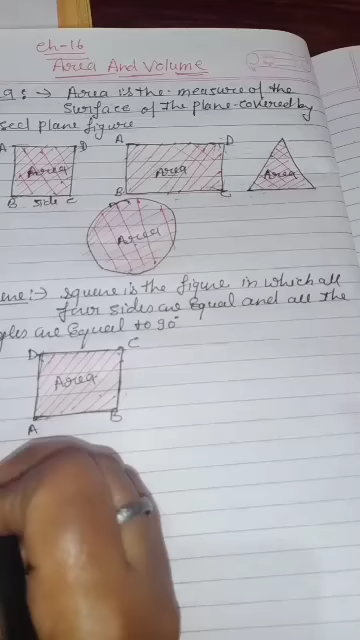 Ch-16
Area And Volume
:→ Area is the measure of the
surface of the plane covered by
sed plane figure
A D A D
Area Area Area
B side C B C
Area
:→ Square is the figure in which all
four sides are Equal and all the
gles are Equal to 90°
D C
Area
A B